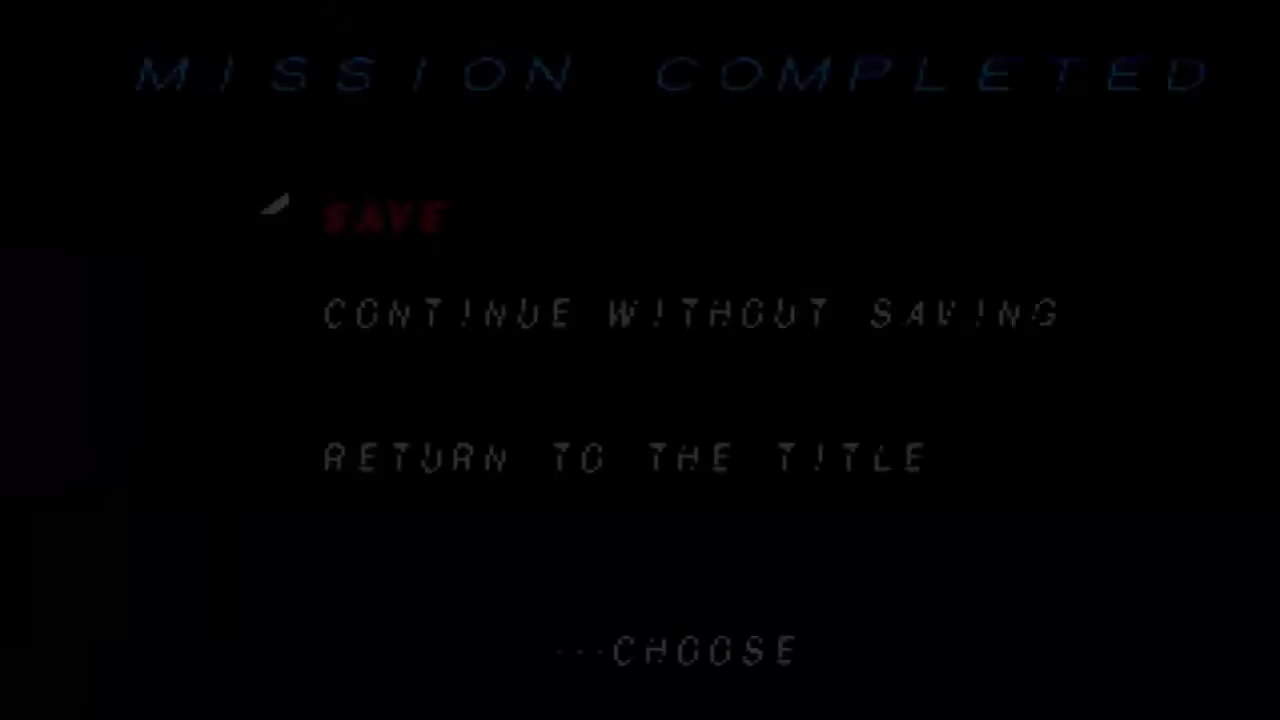 MISSION COMPLETED
SAVE
CONTINUE WITHOUT SAVING
RETURN TO THE TITLE
...CHOOSE